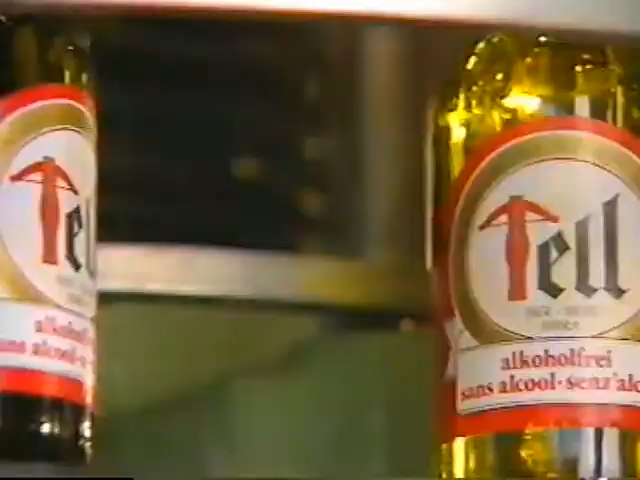 Tell
alkoholfrei
sans alcool-
Tell
alkoholfrei
sans alcool·senz'alc